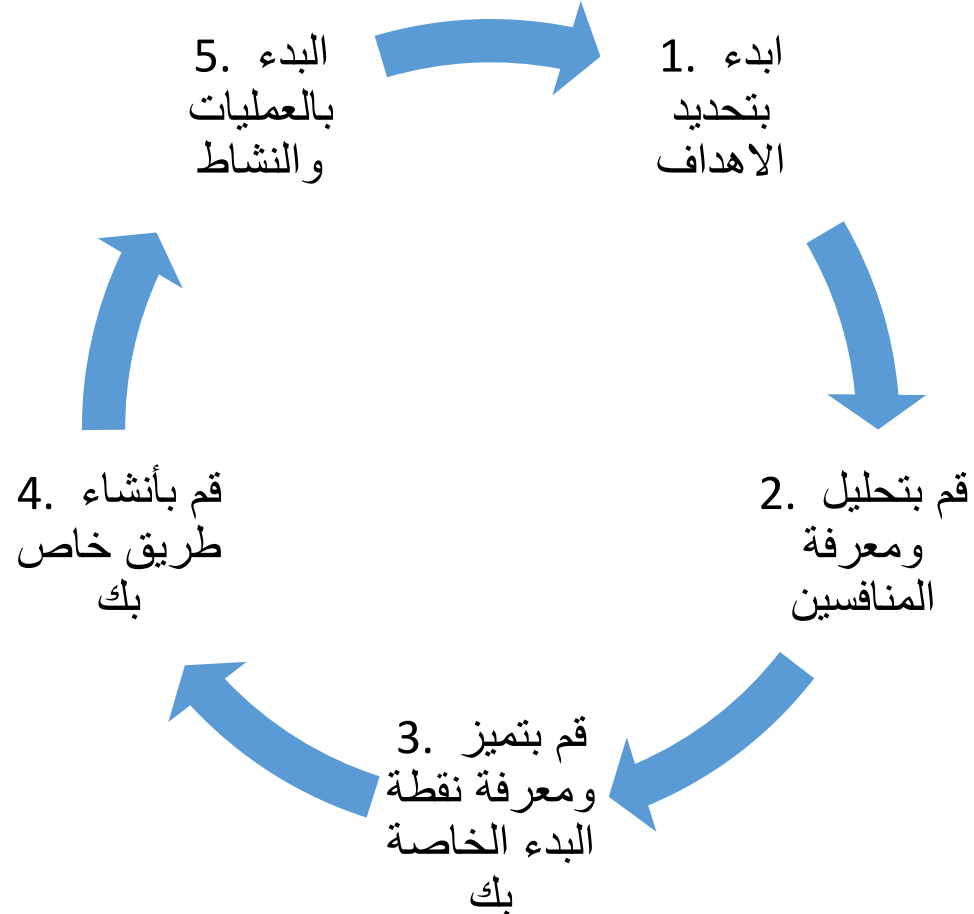 1. ابدء
بتحديد
الاهداف
2. قم بتحليل
ومعرفة
المنافسين
3. قم بتميز
ومعرفة نقطة
البدء الخاصة
بك
4. قم بأنشاء
طريق خاص
بك
5. البدء
بالعمليات
والنشاط